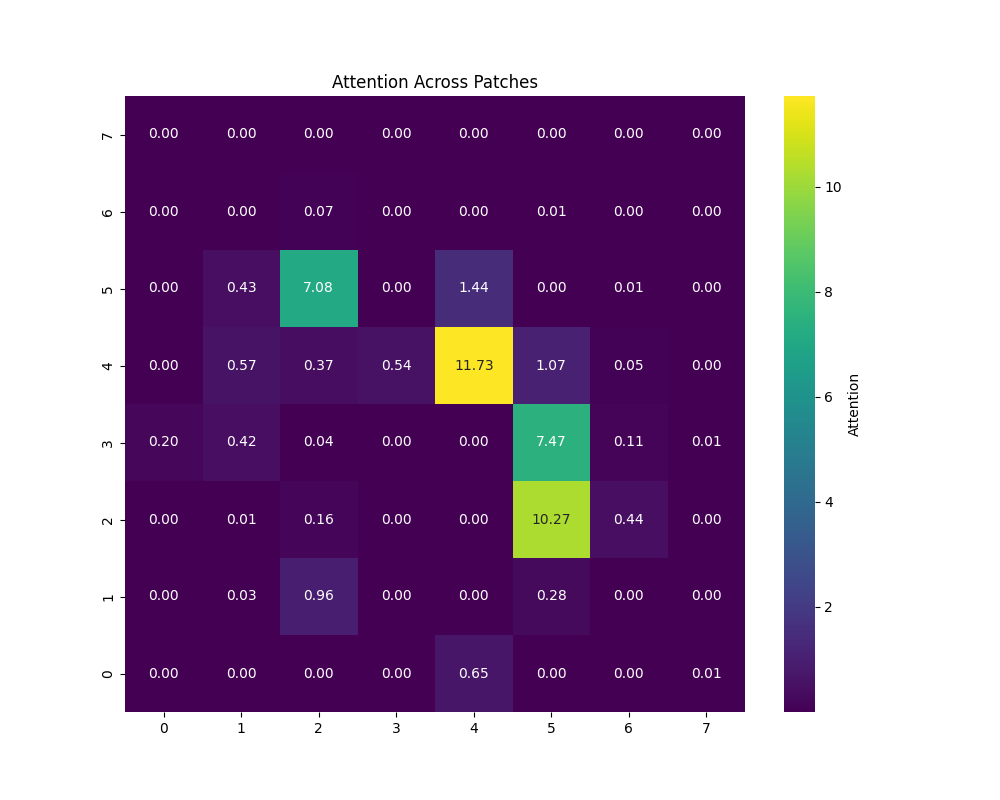 Attention Across Patches
7 0.00 0.00 0.00 0.00 0.00 0.00 0.00 0.00
6 0.00 0.00 0.07 0.00 0.00 0.01 0.00 0.00
5 0.00 0.43 7.08 0.00 1.44 0.00 0.01 0.00
4 0.00 0.57 0.37 0.54 11.73 1.07 0.05 0.00
3 0.20 0.42 0.04 0.00 0.00 7.47 0.11 0.01
2 0.00 0.01 0.16 0.00 0.00 10.27 0.44 0.00
1 0.00 0.03 0.96 0.00 0.00 0.28 0.00 0.00
0 0.00 0.00 0.00 0.00 0.65 0.00 0.00 0.01
0 1 2 3 4 5 6 7
10
8
6
4
2
Attention